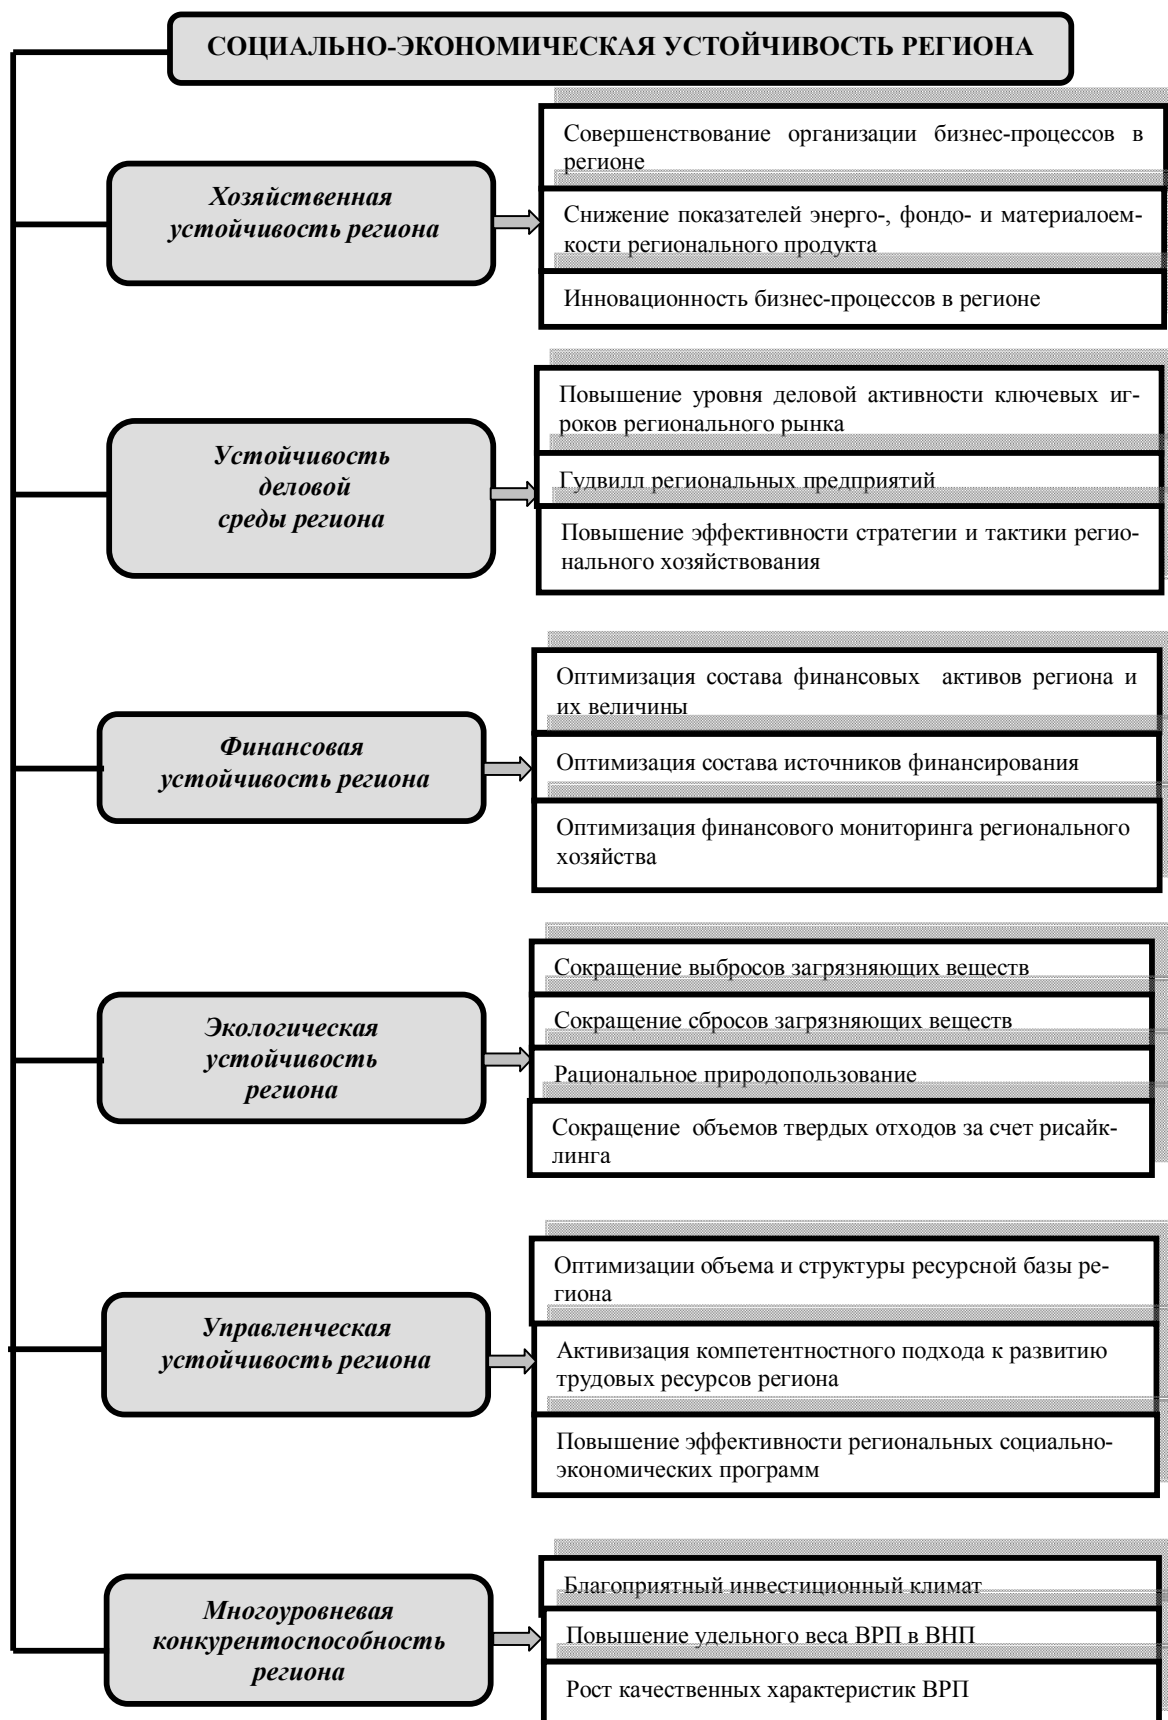 СОЦИАЛЬНО-ЭКОНОМИЧЕСКАЯ УСТОЙЧИВОСТЬ РЕГИОНА
Хозяйственная
устойчивость региона
Совершенствование организации бизнес-процессов в
регионе
Снижение показателей энерго-, фондо- и материалоем-
кости регионального продукта
Инновационность бизнес-процессов в регионе
Устойчивость
деловой
среды региона
Повышение уровня деловой активности ключевых иг-
роков регионального рынка
Гудвилл региональных предприятий
Повышение эффективности стратегии и тактики регио-
нального хозяйствования
Финансовая
устойчивость региона
Оптимизация состава финансовых активов региона и
их величины
Оптимизация состава источников финансирования
Оптимизация финансового мониторинга регионального
хозяйства
Экологическая
устойчивость
региона
Сокращение выбросов загрязняющих веществ
Сокращение сбросов загрязняющих веществ
Рациональное природопользование
Сокращение объемов твердых отходов за счет рисайк-
линга
Управленческая
устойчивость региона
Оптимизации объема и структуры ресурсной базы ре-
гиона
Активизация компетентностного подхода к развитию
трудовых ресурсов региона
Повышение эффективности региональных социально-
экономических программ
Многоуровневая
конкурентоспособность
региона
Благоприятный инвестиционный климат
Повышение удельного веса ВРП в ВНП
Рост качественных характеристик ВРП